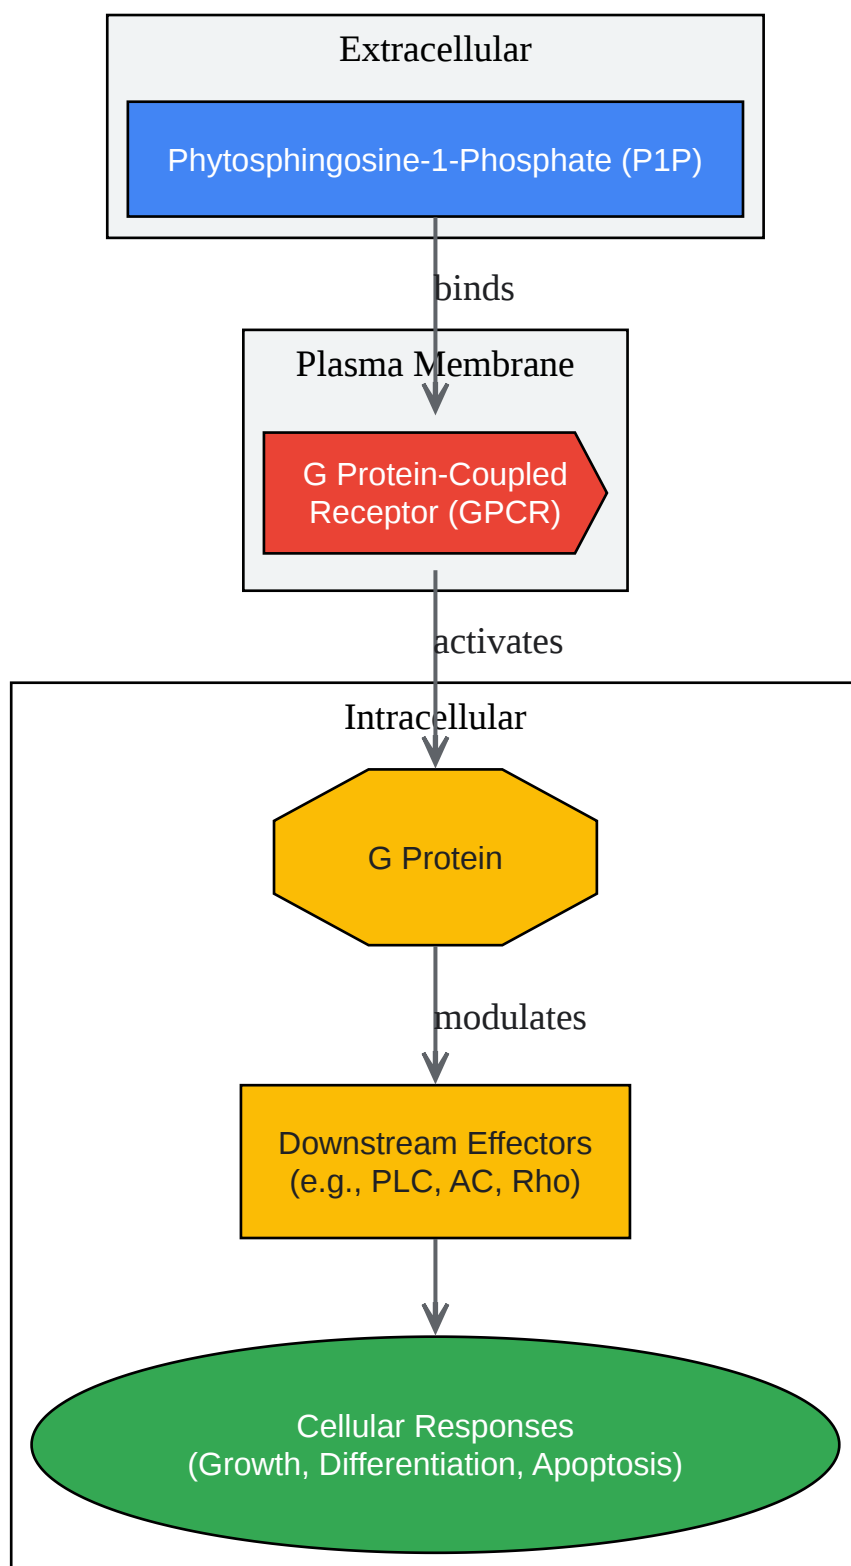 Extracellular
Phytosphingosine-1-Phosphate (P1P)
binds
Plasma Membrane
G Protein-Coupled
Receptor (GPCR)
activates
Intracellular
G Protein
modulates
Downstream Effectors
(e.g., PLC, AC, Rho)
Cellular Responses
(Growth, Differentiation, Apoptosis)